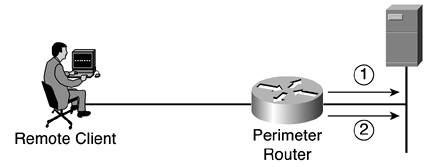 ①
②
Remote Client
Perimeter
Router